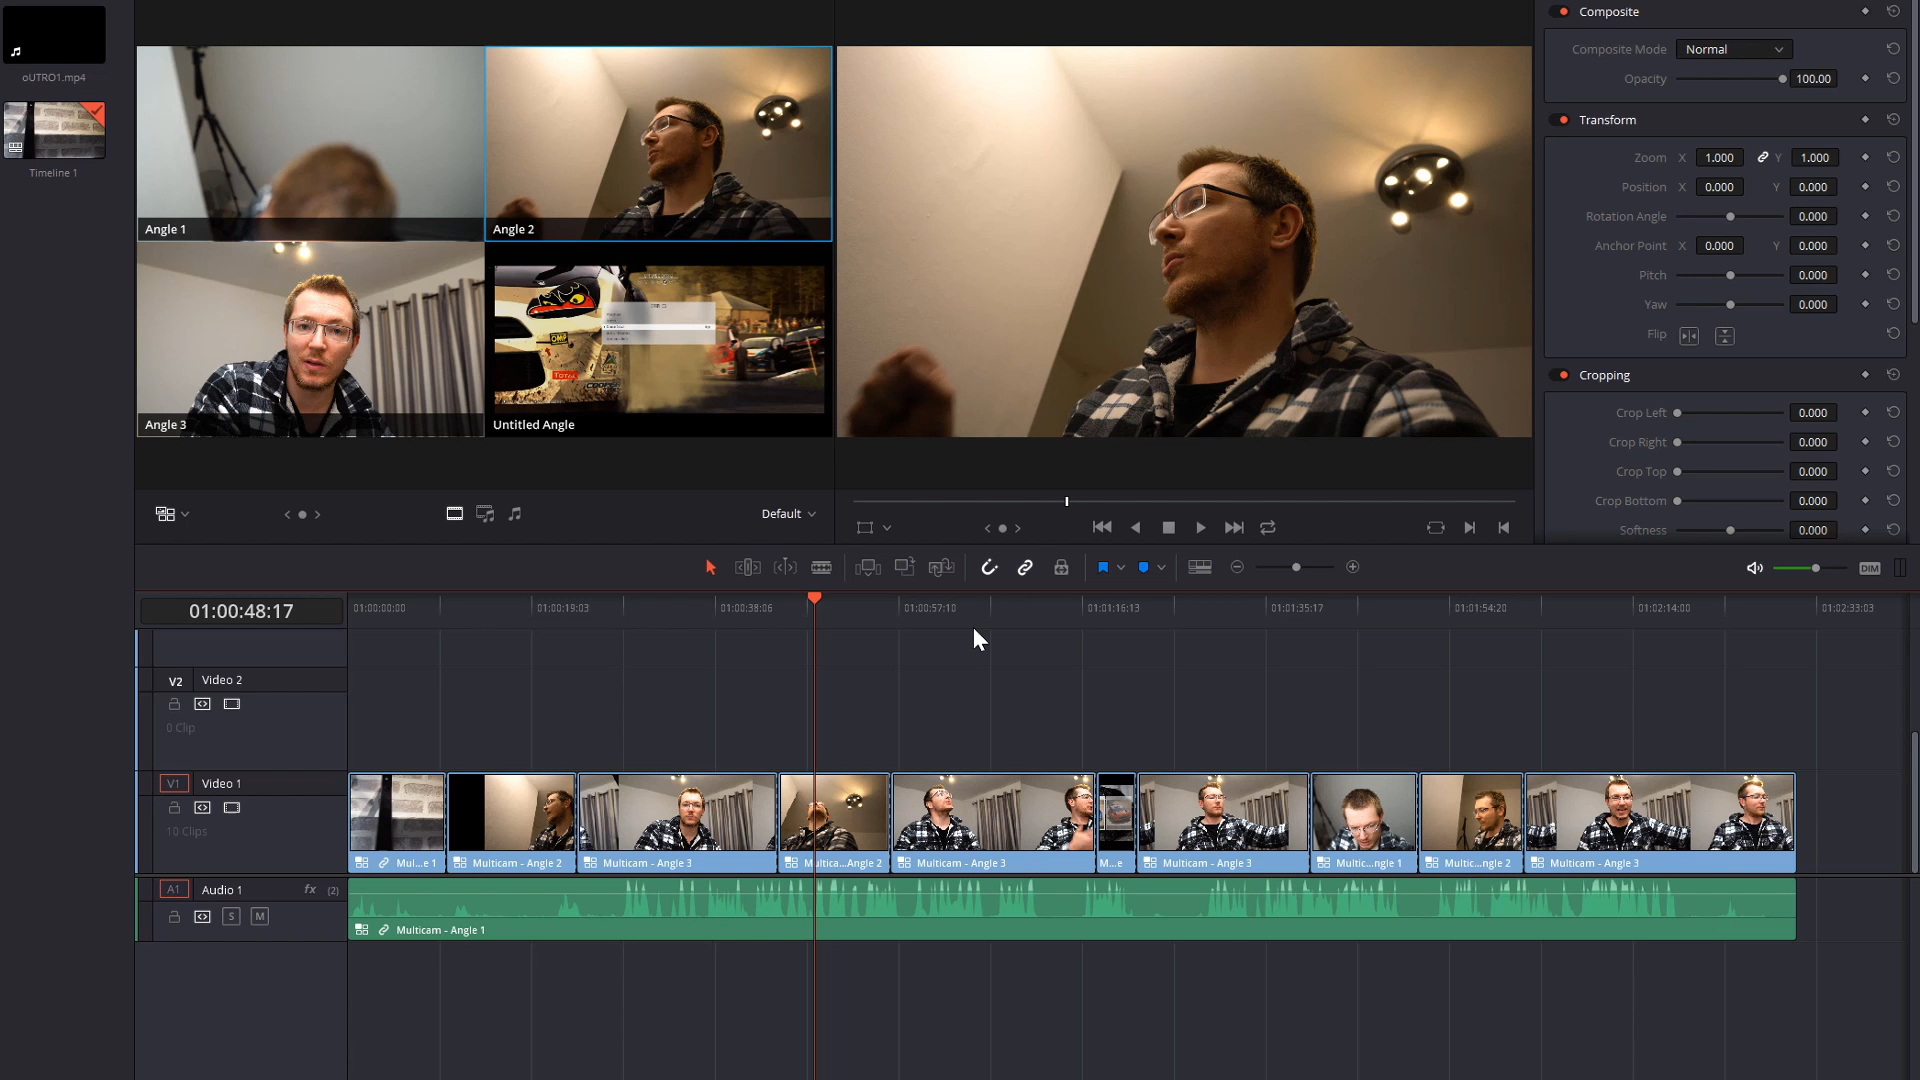 oUTRO1.mp4
Timeline 1
Angle 1
Angle 2
Angle 3
OMP
TOTAL
Untitled Angle
Default
Composite
Composite Mode Normal
Opacity 100.00
Transform
Zoom X 1.000 Y 1.000
Position X 0.000 Y 0.000
Rotation Angle 0.000
Anchor Point X 0.000 Y 0.000
Pitch 0.000
Yaw 0.000
Flip
Cropping
Crop Left 0.000
Crop Right 0.000
Crop Top 0.000
Crop Bottom 0.000
Softness 0.000
DIM
01:00:48:17
01:00:00:00 01:00:19:03 01:00:38:06 01:00:57:10 01:01:16:13 01:01:35:17 01:01:54:20 01:02:14:00 01:02:33:03
V2 Video 2
0 Clip
V1 Video 1
10 Clips
Mul...e 1 Multicam - Angle 2 Multicam - Angle 3 Multica...Angle 2 Multicam - Angle 3 M...e Multicam - Angle 3 Multic...ngle 1 Multic...ngle 2 Multicam - Angle 3
A1 Audio 1 fx (2)
S M
Multicam - Angle 1